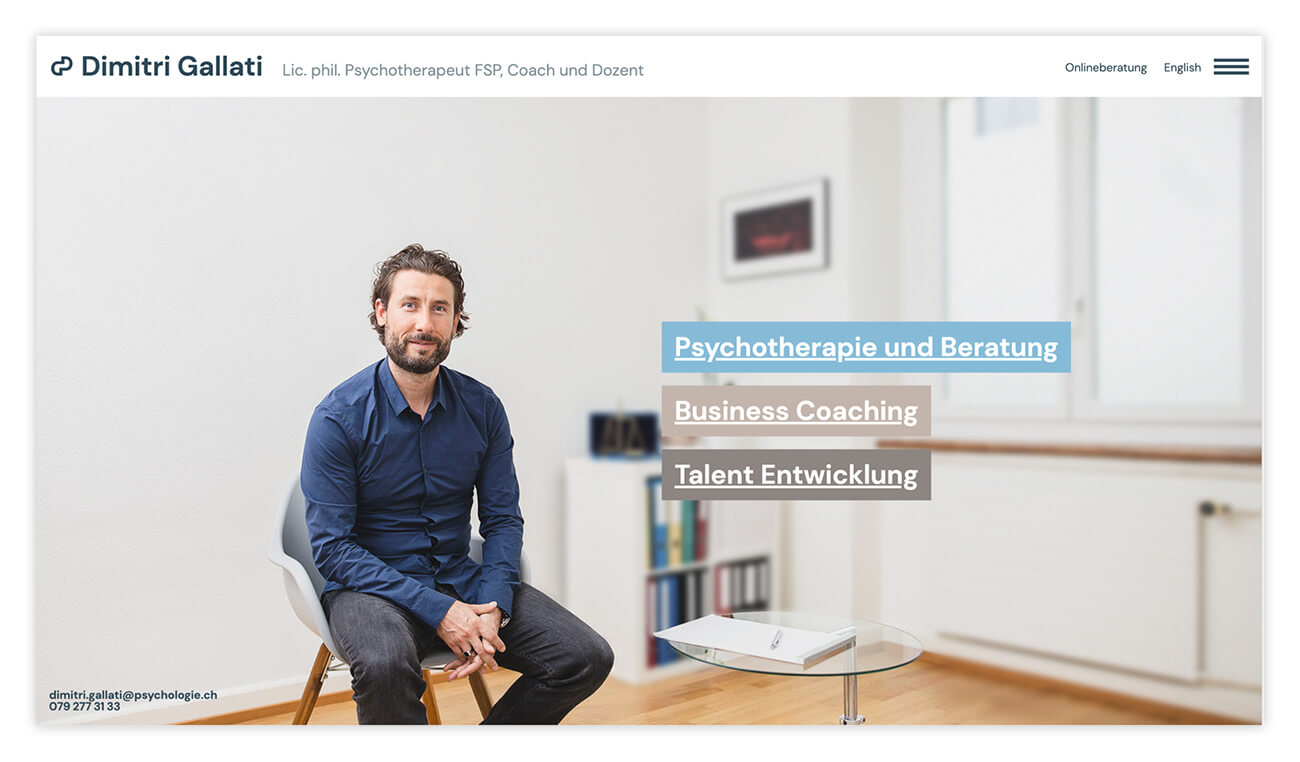 Dimitri Gallati Lic. phil. Psychotherapeut FSP, Coach und Dozent
Onlineberatung English
Psychotherapie und Beratung
Business Coaching
Talent Entwicklung
dimitri.gallati@psychologie.ch
079 277 31 33